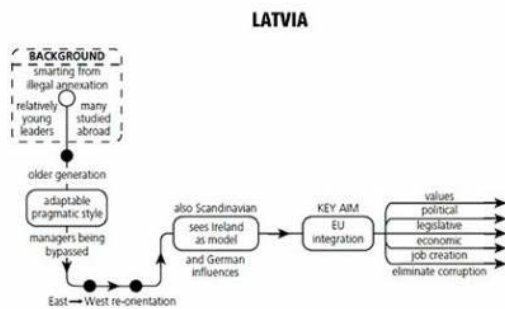 LATVIA
BACKGROUND
smarting from
illegal annexation
relatively
young
leaders
many
studied
abroad
older generation
adaptable
pragmatic style
managers being
bypassed
East → West re-orientation
also Scandinavian
sees Ireland
as model
and German
influences
KEY AIM
EU
integration
values
political
legislative
economic
job creation
eliminate corruption